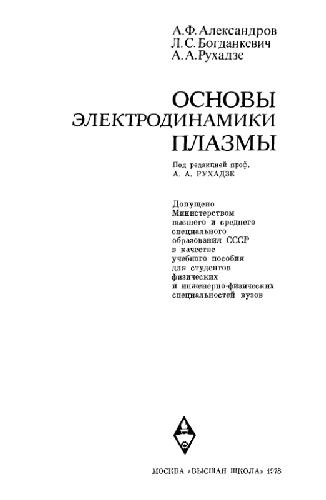 А.Ф.Александров
Л.С.Богданкевич
А.А.Рухадзе
ОСНОВЫ
ЭЛЕКТРОДИНАМИКИ
ПЛАЗМЫ
Под редакцией проф.
А. А. РУХАДЗЕ
Допущено
Министерством
высшего и среднего
специального
образования СССР
в качестве
учебного пособия
для студентов
физических
и инженерно-физических
специальностей вузов
МОСКВА «ВЫСШАЯ ШКОЛА» 1978